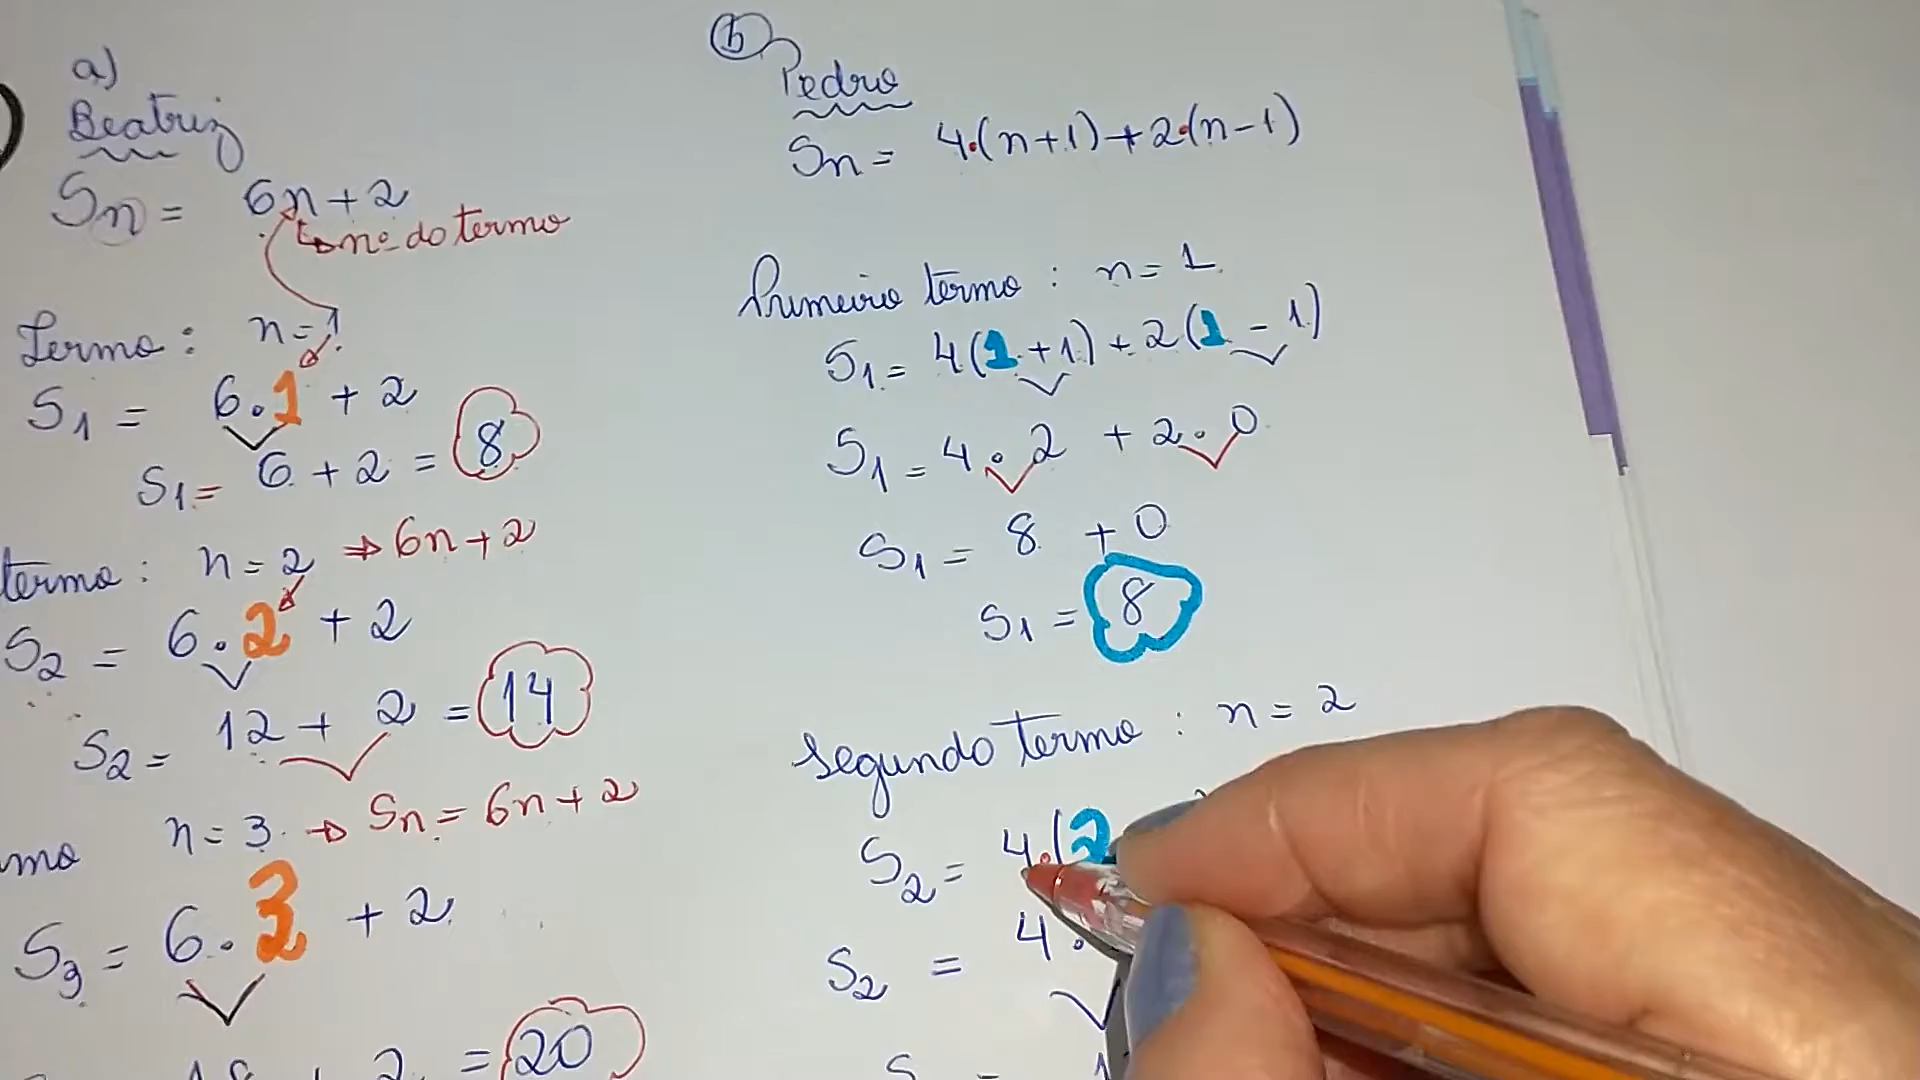 a)
Beatriz
Sn = 6n + 2
nº do termo
Termo: n = 1
S1 = 6.1 + 2
S1 = 6 + 2 = 8
termo: n = 2 ⇒ 6n + 2
S2 = 6.2 + 2
S2 = 12 + 2 = 14
n = 3 → Sn = 6n + 2
S3 = 6.3 + 2
18 + 2 = 20
b
Pedro
Sn = 4.(n+1) + 2.(n-1)
Primeiro termo: n = 1
S1 = 4(1+1) + 2(1-1)
S1 = 4.2 + 2.0
S1 = 8 + 0
S1 = 8
Segundo termo: n = 2
S2 = 4.(2
S2 = 4.